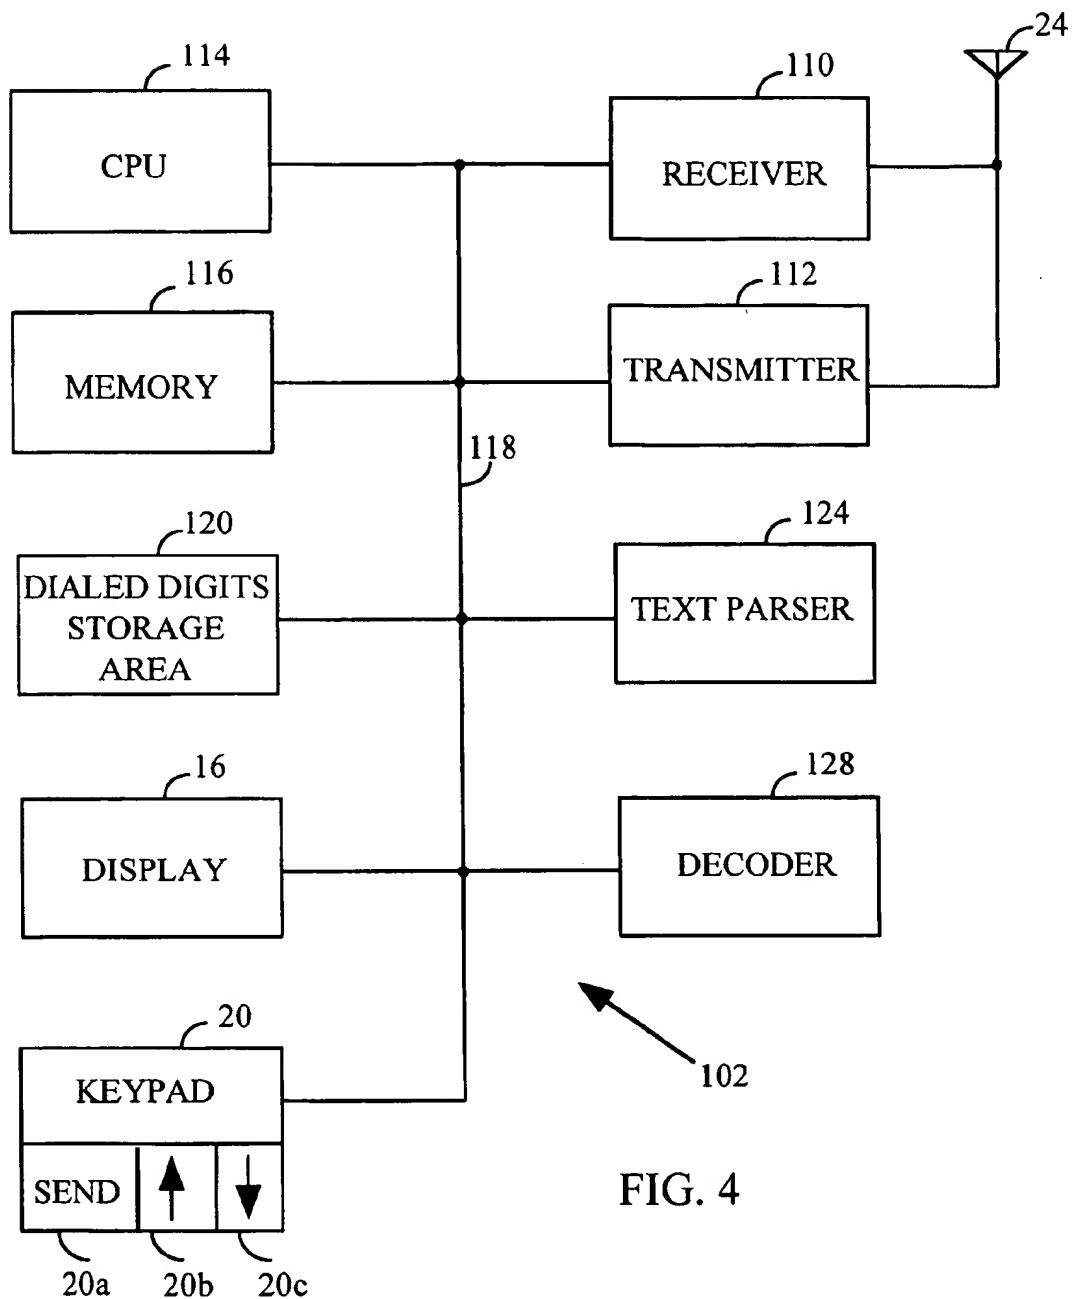 114
CPU
110
RECEIVER
24
116
MEMORY
112
TRANSMITTER
118
120
DIALED DIGITS
STORAGE
AREA
124
TEXT PARSER
16
DISPLAY
128
DECODER
102
20
KEYPAD
SEND
20a
20b
20c
FIG. 4